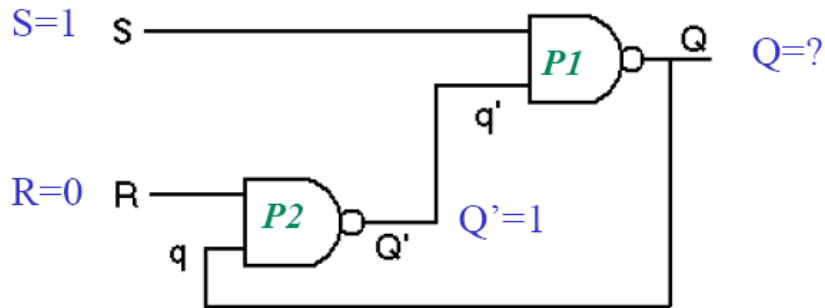 S=1 S P1 Q Q=?
q'
R=0 R P2 Q’=1
q Q'